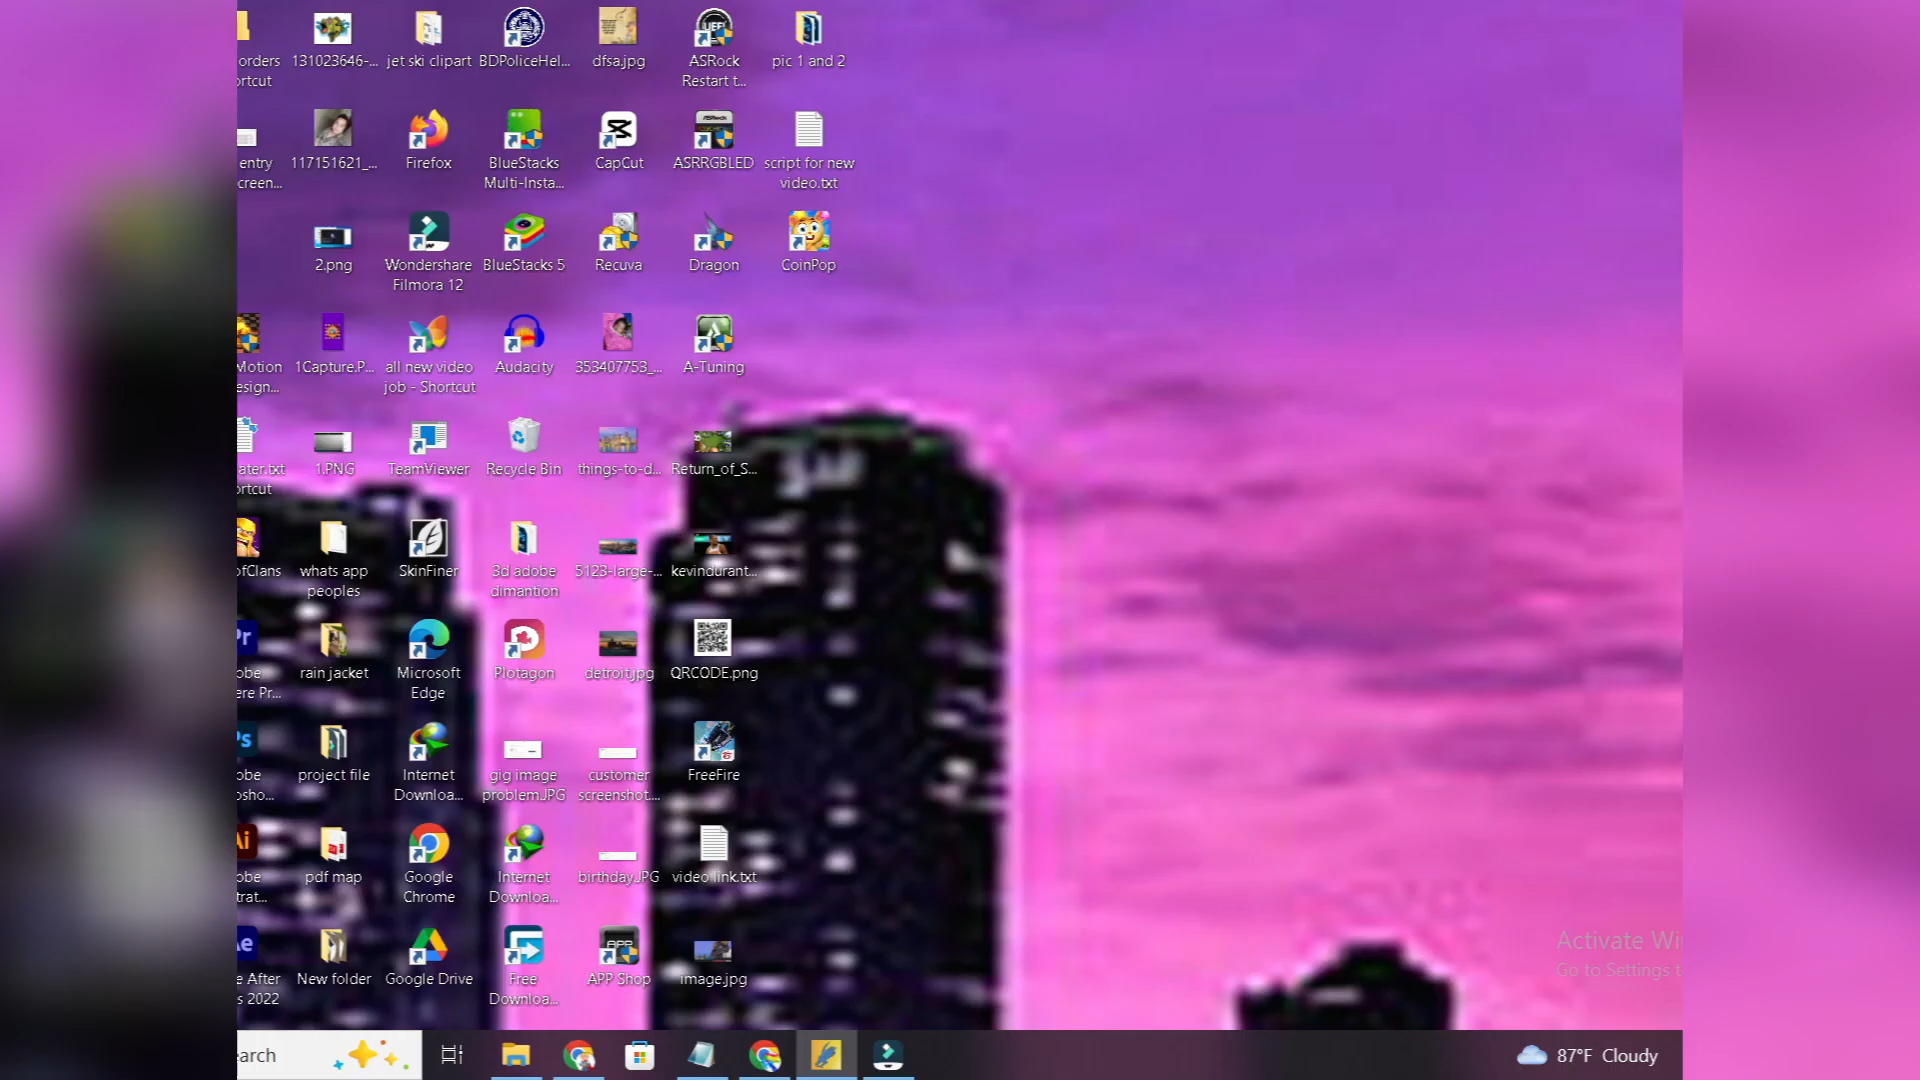 orders
ortcut
131023646-...
jet ski clipart
BDPoliceHel...
dfsa.jpg
ASRock
Restart t...
pic 1 and 2
entry
creen...
117151621_...
Firefox
BlueStacks
Multi-Insta...
CapCut
ASRRGBLED
script for new
video.txt
2.png
Wondershare
Filmora 12
BlueStacks 5
Recuva
Dragon
CoinPop
Motion
esign...
1Capture.P...
all new video
job - Shortcut
Audacity
353407753_...
A-Tuning
ater.txt
ortcut
1.PNG
TeamViewer
Recycle Bin
things-to-d...
Return_of_S...
ofClans
whats app
peoples
SkinFiner
3d adobe
dimantion
5123-large-...
kevindurant...
obe
ere Pr...
rain jacket
Microsoft
Edge
Plotagon
detroit.jpg
QRCODE.png
obe
osho...
project file
Internet
Downloa...
gig image
problem.JPG
customer
screenshot....
FreeFire
obe
trat...
pdf map
Google
Chrome
Internet
Downloa...
birthday.JPG
video link.txt
e After
s 2022
New folder
Google Drive
Free
Downloa...
APP Shop
image.jpg
Activate Wi
Go to Settings t
earch
87°F Cloudy